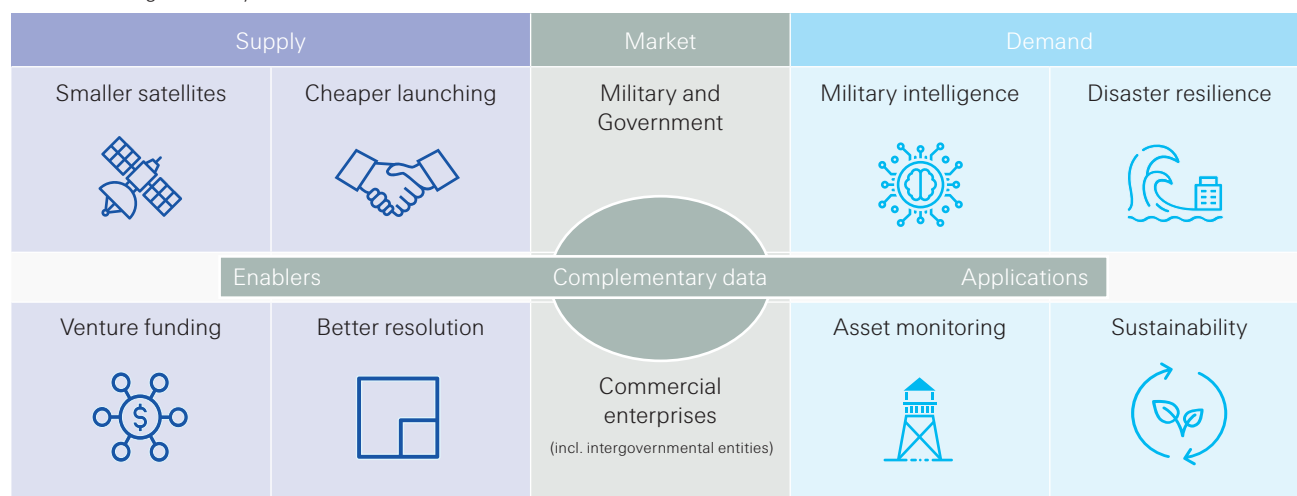 Supply
Market
Demand
Smaller satellites
Cheaper launching
Military and
Government
Military intelligence
Disaster resilience
Enablers
Complementary data
Applications
Venture funding
Better resolution
Commercial
enterprises
(incl. intergovernmental entities)
Asset monitoring
Sustainability
$